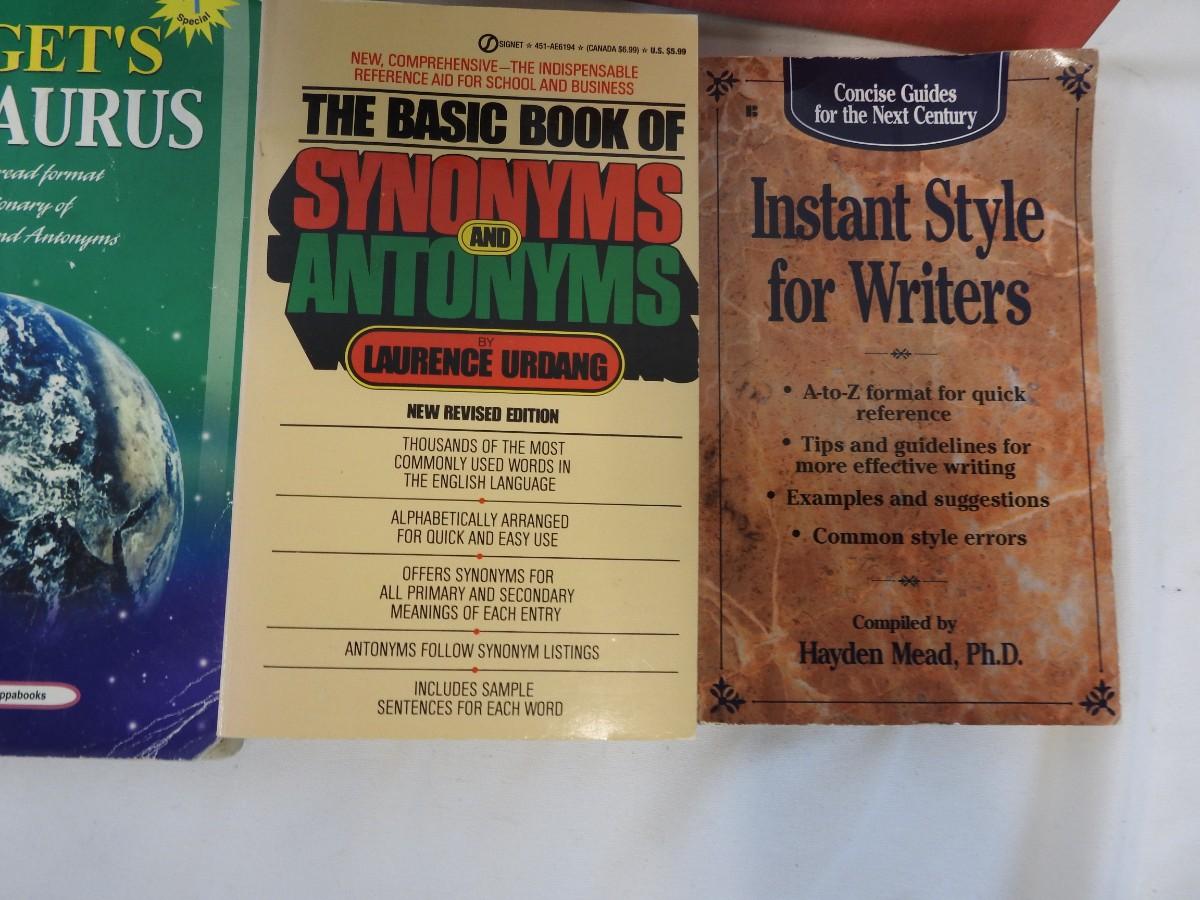 1
Special
GET'S
AURUS
read format
onary of
nd Antonyms
ppabooks
SIGNET ★ 451-AE6194 ★ (CANADA $6.99) ★ U.S. $5.99
NEW, COMPREHENSIVE—THE INDISPENSABLE
REFERENCE AID FOR SCHOOL AND BUSINESS
THE BASIC BOOK OF
SYNONYMS
AND
ANTONYMS
BY
LAURENCE URDANG
NEW REVISED EDITION
THOUSANDS OF THE MOST
COMMONLY USED WORDS IN
THE ENGLISH LANGUAGE
ALPHABETICALLY ARRANGED
FOR QUICK AND EASY USE
OFFERS SYNONYMS FOR
ALL PRIMARY AND SECONDARY
MEANINGS OF EACH ENTRY
ANTONYMS FOLLOW SYNONYM LISTINGS
INCLUDES SAMPLE
SENTENCES FOR EACH WORD
Concise Guides
for the Next Century
Instant Style
for Writers
• A-to-Z format for quick
reference
• Tips and guidelines for
more effective writing
• Examples and suggestions
• Common style errors
Compiled by
Hayden Mead, Ph.D.